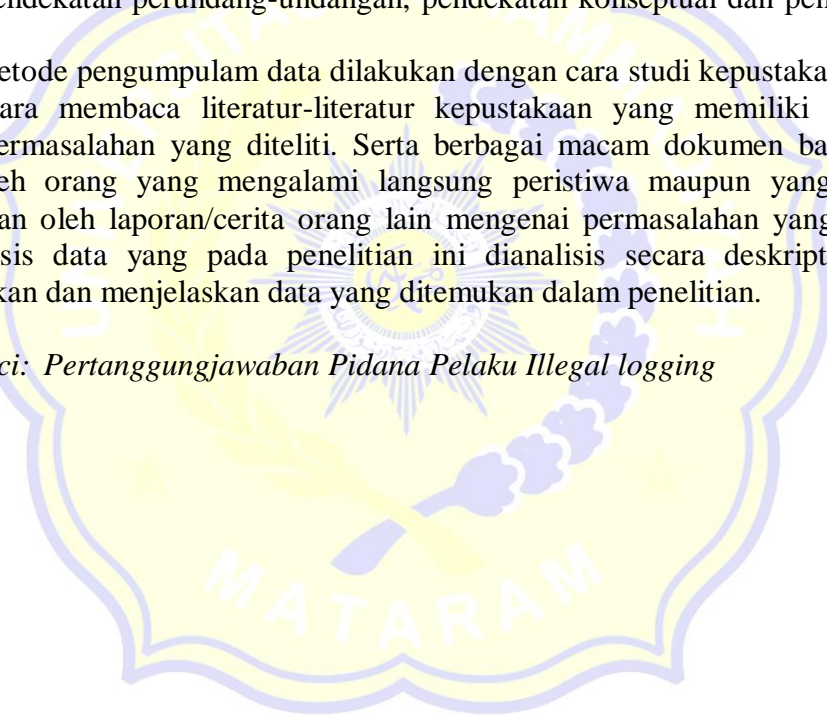 endekatan perundang-undangan, pendekatan konseptual dan pen
etode pengumpulam data dilakukan dengan cara studi kepustaka
ara membaca literatur-literatur kepustakaan yang memiliki
ermasalahan yang diteliti. Serta berbagai macam dokumen ba
eh orang yang mengalami langsung peristiwa maupun yang
an oleh laporan/cerita orang lain mengenai permasalahan yang
sis data yang pada penelitian ini dianalisis secara deskript
kan dan menjelaskan data yang ditemukan dalam penelitian.
ci: Pertanggungjawaban Pidana Pelaku Illegal logging
MATARAM